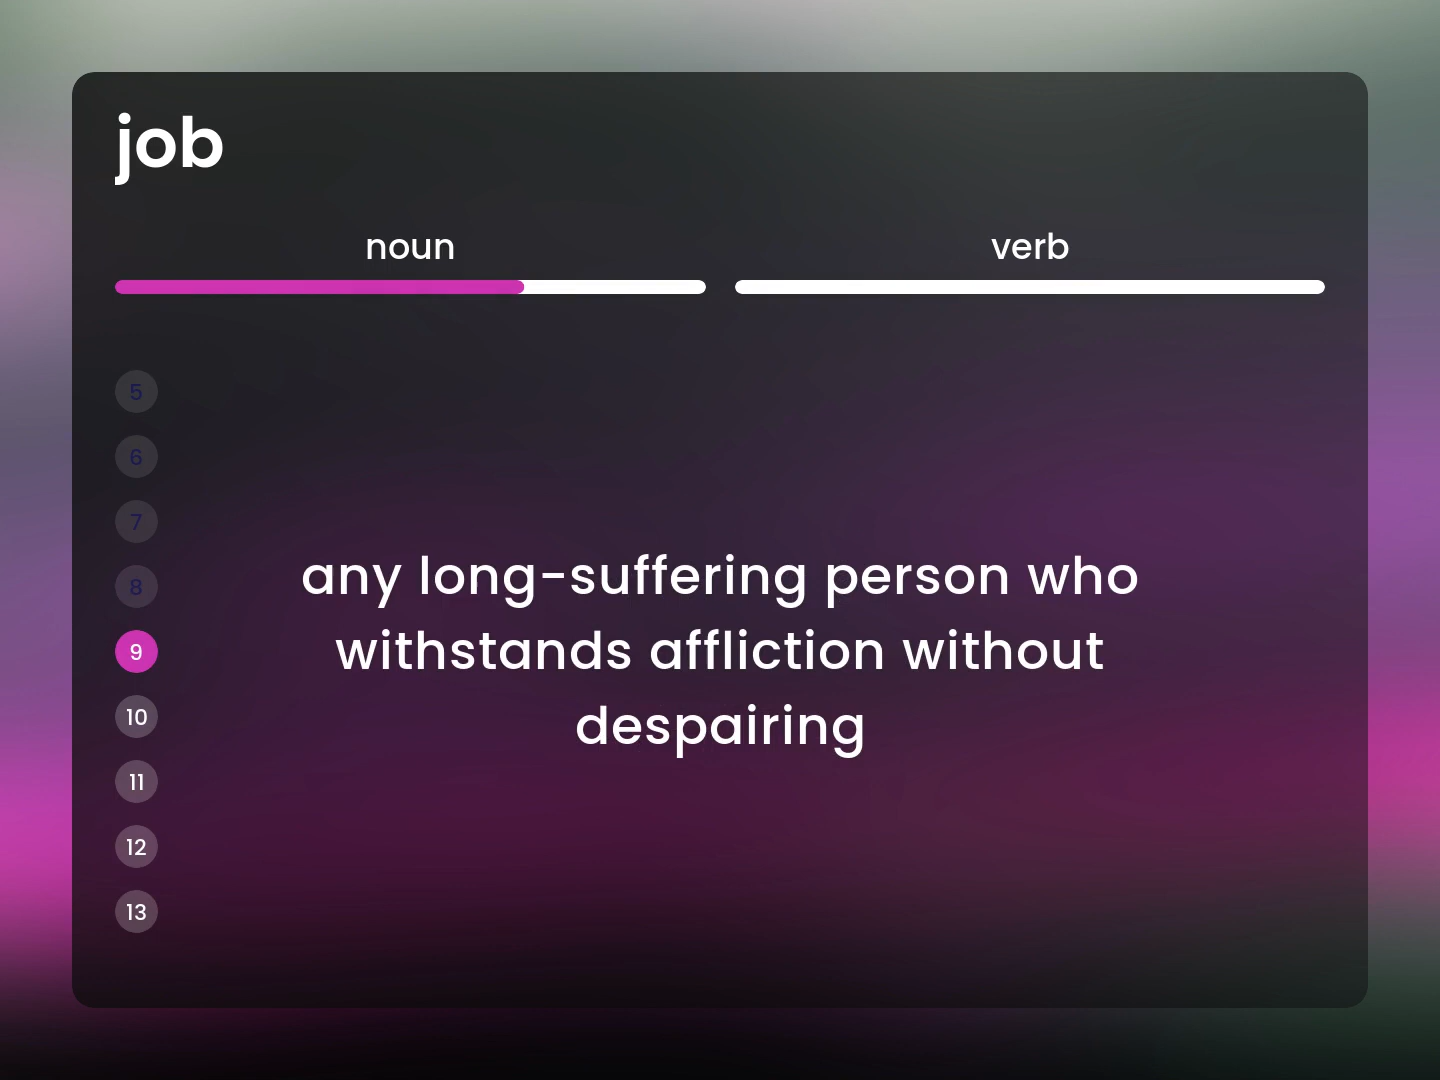 job
noun
verb
5
6
7
8
9
10
11
12
13
any long-suffering person who
withstands affliction without
despairing